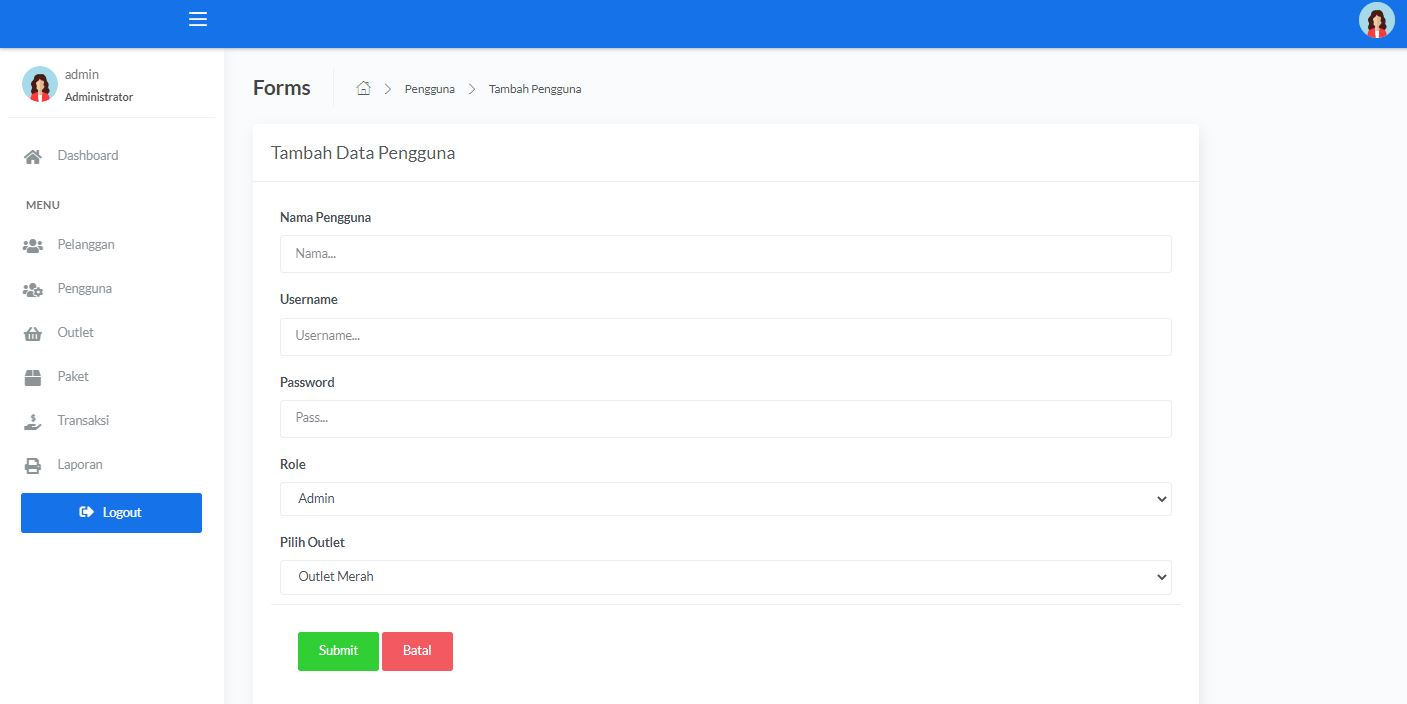 admin
Administrator
Dashboard
MENU
Pelanggan
Pengguna
Outlet
Paket
Transaksi
Laporan
Logout
Forms
Pengguna
Tambah Pengguna
Tambah Data Pengguna
Nama Pengguna
Nama...
Username
Username...
Password
Pass...
Role
Admin
Pilih Outlet
Outlet Merah
Submit Batal